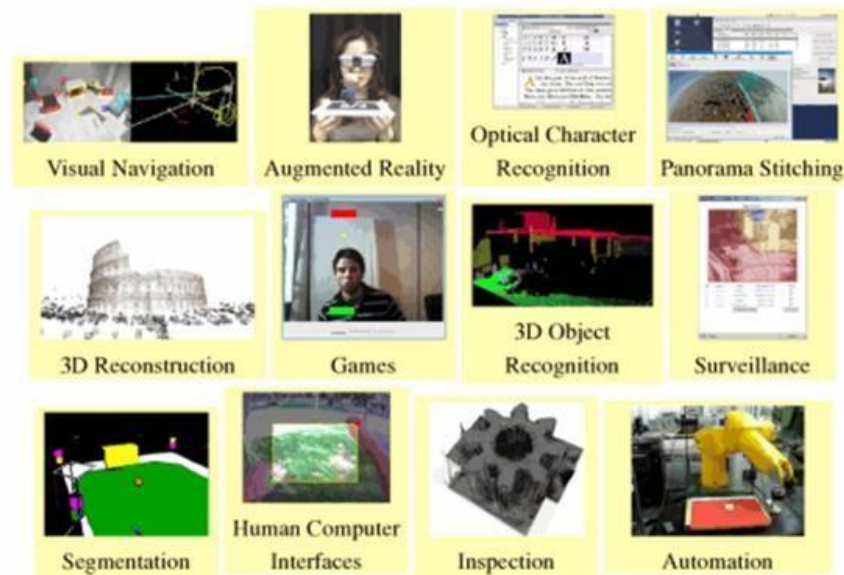 Visual Navigation
Augmented Reality
Optical Character
Recognition
Panorama Stitching
3D Reconstruction
Games
3D Object
Recognition
Surveillance
Segmentation
Human Computer
Interfaces
Inspection
Automation